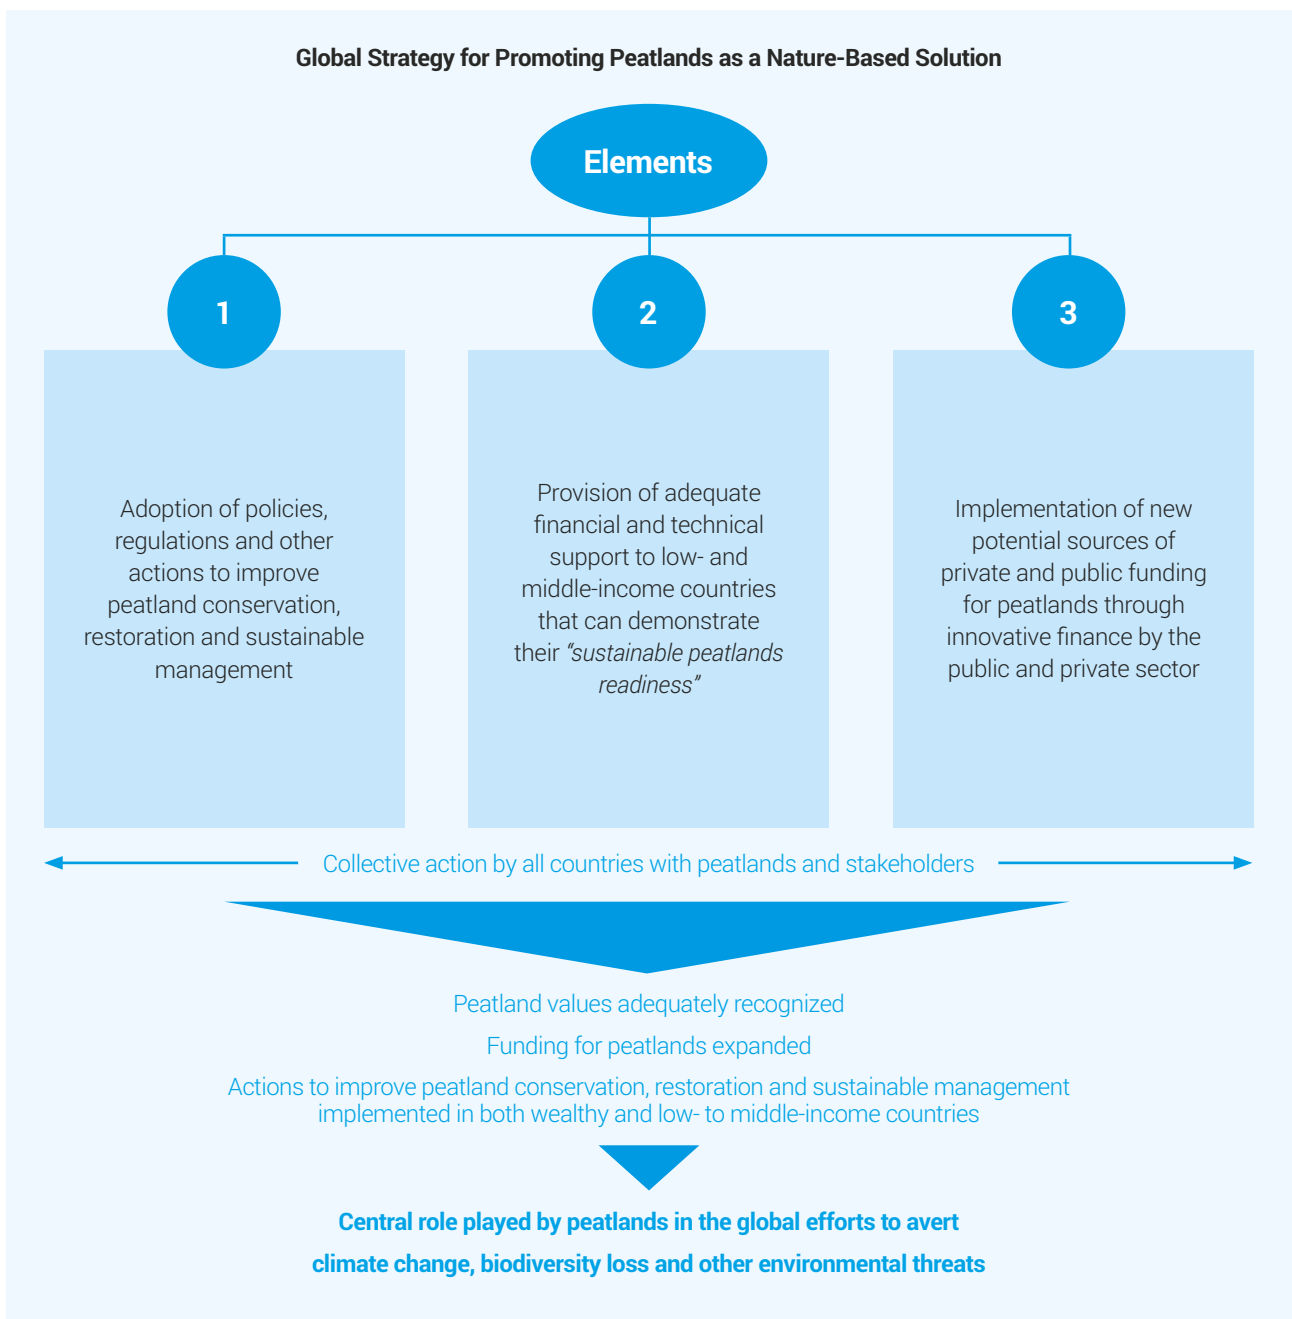 Global Strategy for Promoting Peatlands as a Nature-Based Solution
Elements
1
Adoption of policies,
regulations and other
actions to improve
peatland conservation,
restoration and sustainable
management
2
Provision of adequate
financial and technical
support to low- and
middle-income countries
that can demonstrate
their “sustainable peatlands
readiness”
3
Implementation of new
potential sources of
private and public funding
for peatlands through
innovative finance by the
public and private sector
Collective action by all countries with peatlands and stakeholders
Peatland values adequately recognized
Funding for peatlands expanded
Actions to improve peatland conservation, restoration and sustainable management
implemented in both wealthy and low- to middle-income countries
Central role played by peatlands in the global efforts to avert
climate change, biodiversity loss and other environmental threats